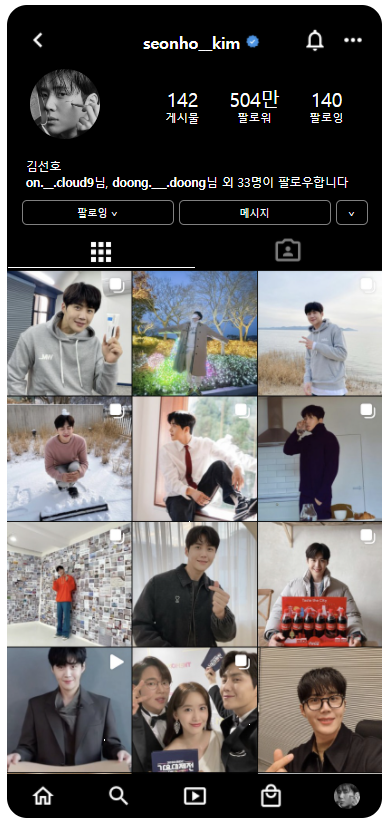 seonho__kim
142 504만 140
게시물 팔로워 팔로잉
김선호
on.__.cloud9님, doong.___.doong님 외 33명이 팔로우합니다
팔로잉 메시지